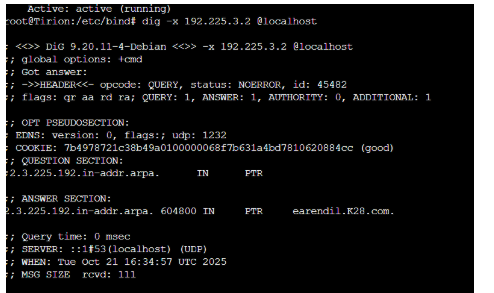 Active: active (running)
root@Tirion:/etc/bind# dig -x 192.225.3.2 @localhost
; <<>> DiG 9.20.11-4-Debian <<>> -x 192.225.3.2 @localhost
;; global options: +cmd
;; Got answer:
;; ->>HEADER<<- opcode: QUERY, status: NOERROR, id: 45482
;; flags: qr aa rd ra; QUERY: 1, ANSWER: 1, AUTHORITY: 0, ADDITIONAL: 1
;; OPT PSEUDOSECTION:
; EDNS: version: 0, flags:; udp: 1232
; COOKIE: 7b4978721c38b49a0100000068f7b631a4bd7810620884cc (good)
;; QUESTION SECTION:
;2.3.225.192.in-addr.arpa. IN PTR
;; ANSWER SECTION:
2.3.225.192.in-addr.arpa. 604800 IN PTR earendil.K28.com.
;; Query time: 0 msec
;; SERVER: ::1#53(localhost) (UDP)
;; WHEN: Tue Oct 21 16:34:57 UTC 2025
;; MSG SIZE rcvd: 111